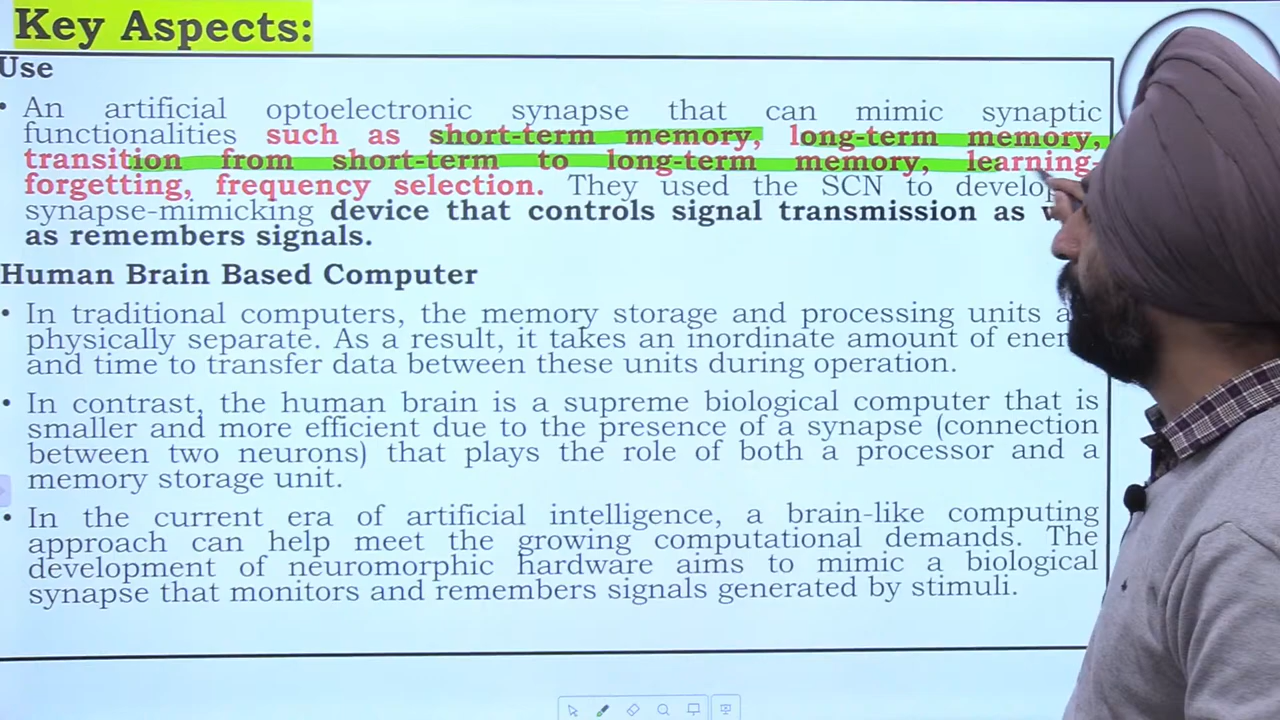 Key Aspects:
Use
• An artificial optoelectronic synapse that can mimic synaptic
functionalities such as short-term memory, long-term memory,
transition from short-term to long-term memory, learning-
forgetting, frequency selection. They used the SCN to
synapse-mimicking device that controls signal transmission as
as remembers signals.
Human Brain Based Computer
• In traditional computers, the memory storage and processing units
physically separate. As a result, it takes an inordinate amount of
and time to transfer data between these units during operation.
• In contrast, the human brain is a supreme biological computer that is
smaller and more efficient due to the presence of a synapse (connection
between two neurons) that plays the role of both a processor and a
memory storage unit.
• In the current era of artificial intelligence, a brain-like computing
approach can help meet the growing computational demands. The
development of neuromorphic hardware aims to mimic a biological
synapse that monitors and remembers signals generated by stimuli.